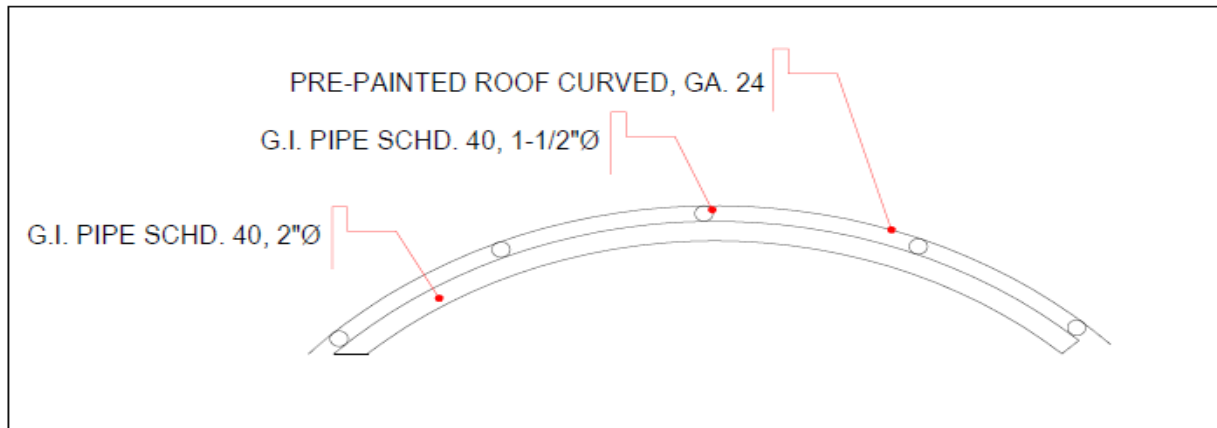 PRE-PAINTED ROOF CURVED, GA. 24
G.I. PIPE SCHD. 40, 1-1/2"Ø
G.I. PIPE SCHD. 40, 2"Ø